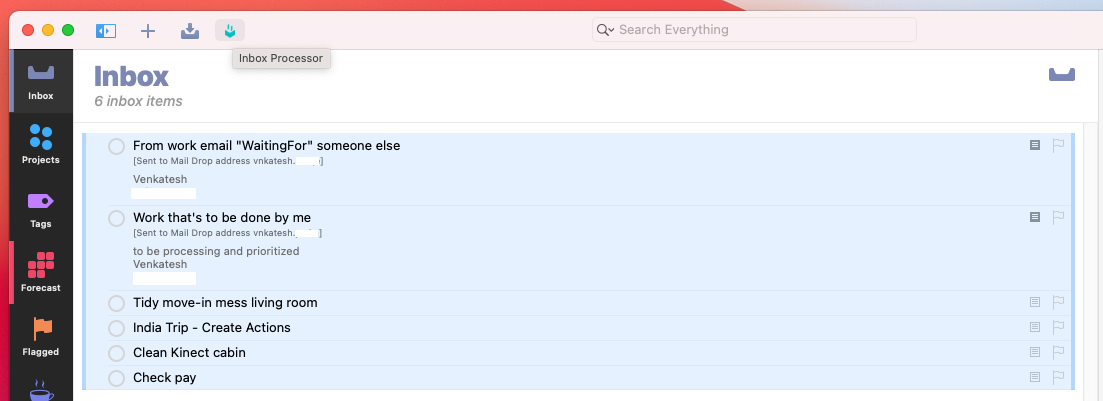 Search Everything
Inbox Processor
Inbox
Inbox
6 inbox items
Projects
Tags
Forecast
Flagged
From work email "WaitingFor" someone else
[Sent to Mail Drop address vnkatesh. ]
Venkatesh
Work that's to be done by me
[Sent to Mail Drop address vnkatesh. ]
to be processing and prioritized
Venkatesh
Tidy move-in mess living room
India Trip - Create Actions
Clean Kinect cabin
Check pay